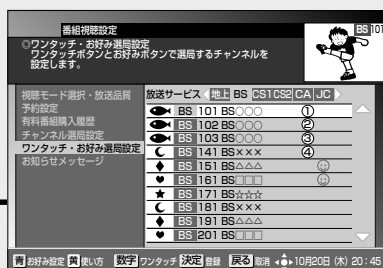 番組視聴設定
BS 101
◎ワンタッチ・お好み選局設定
ワンタッチボタンとお好みボタンで選局するチャンネルを
設定します。
視聴モード選択・放送品質
予約設定
有料番組購入履歴
チャンネル選局設定
ワンタッチ・お好み選局設定
お知らせメッセージ
放送サービス 地上 BS CS1 CS2 CA JC
BS 101 BS○○○ ①
BS 102 BS○○○ ②
BS 103 BS○○○ ③
BS 141 BS××× ④
BS 151 BS△△△
BS 161 BS□□□
BS 171 BS☆☆☆
BS 181 BS×××
BS 191 BS△△△
BS 201 BS□□□
青 お好み設定 黄 使い方 数字 ワンタッチ 決定 登録 戻る 取消 10月20日(木) 20:45